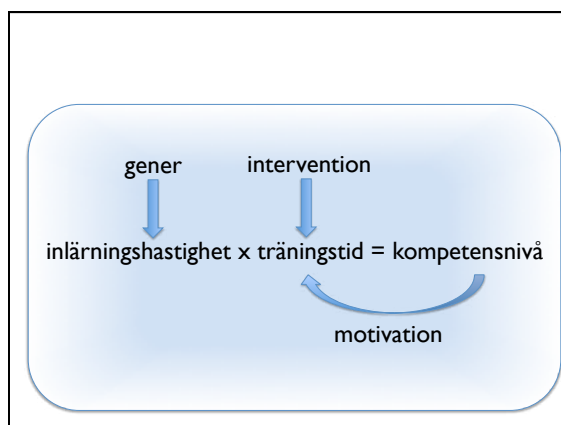 gener intervention
inlärningshastighet x träningstid = kompetensnivå
motivation